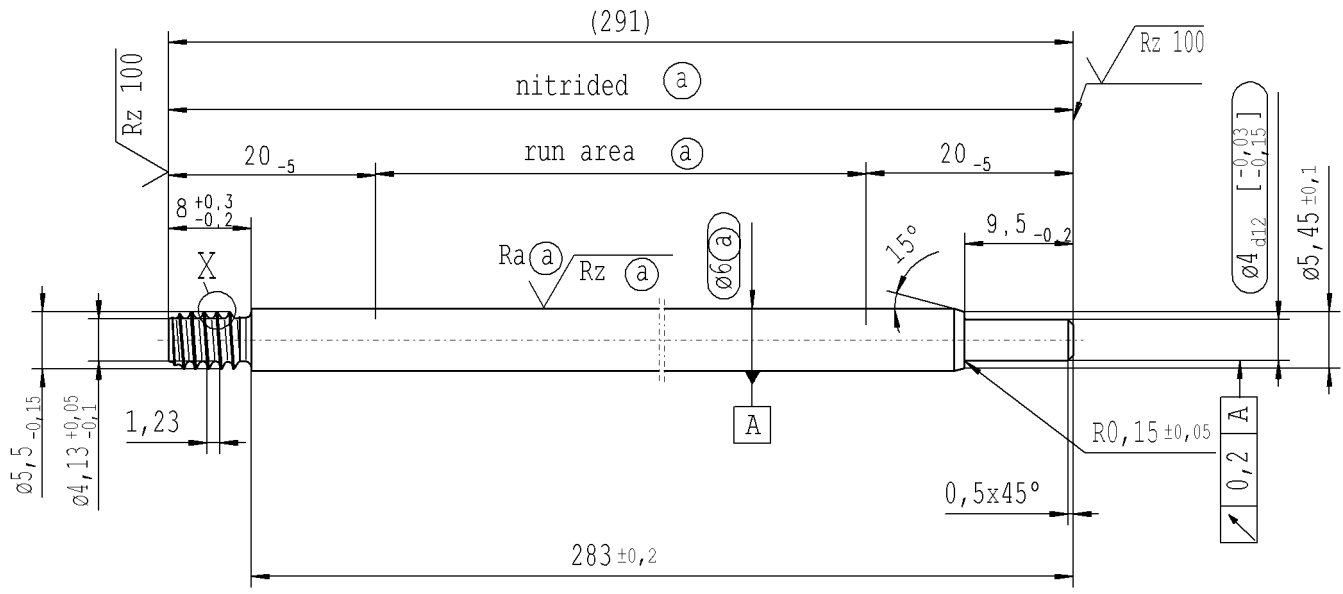 (291)
Rz 100
Rz 100
nitrided a
20 -5
run area a
20 -5
8 +0,3 -0,2
9,5 -0,2
ø4 d12 [-0,03 -0,15]
ø5,45 ±0,1
X
Ra a
Rz a
ø6 a
15°
A
1,23
ø5,5 -0,15
ø4,13 +0,05 -0,1
R0,15 ±0,05
0,2 A
0,5x45°
283 ±0,2